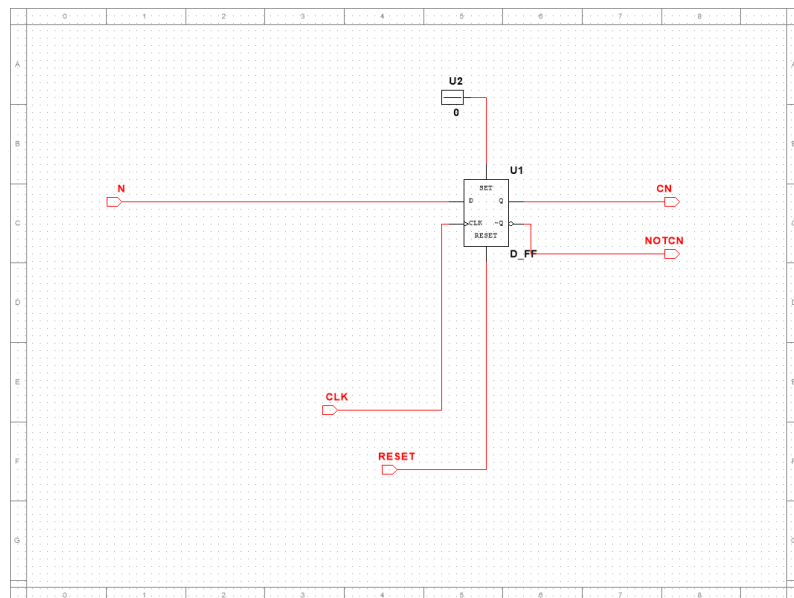 0 1 2 3 4 5 6 7 8
A
U2
0
B
U1
SET
N
D Q
CN
C
CLK ~Q
RESET
NOTCN
D_FF
D
E
CLK
RESET
F
G
0 1 2 3 4 5 6 7 8